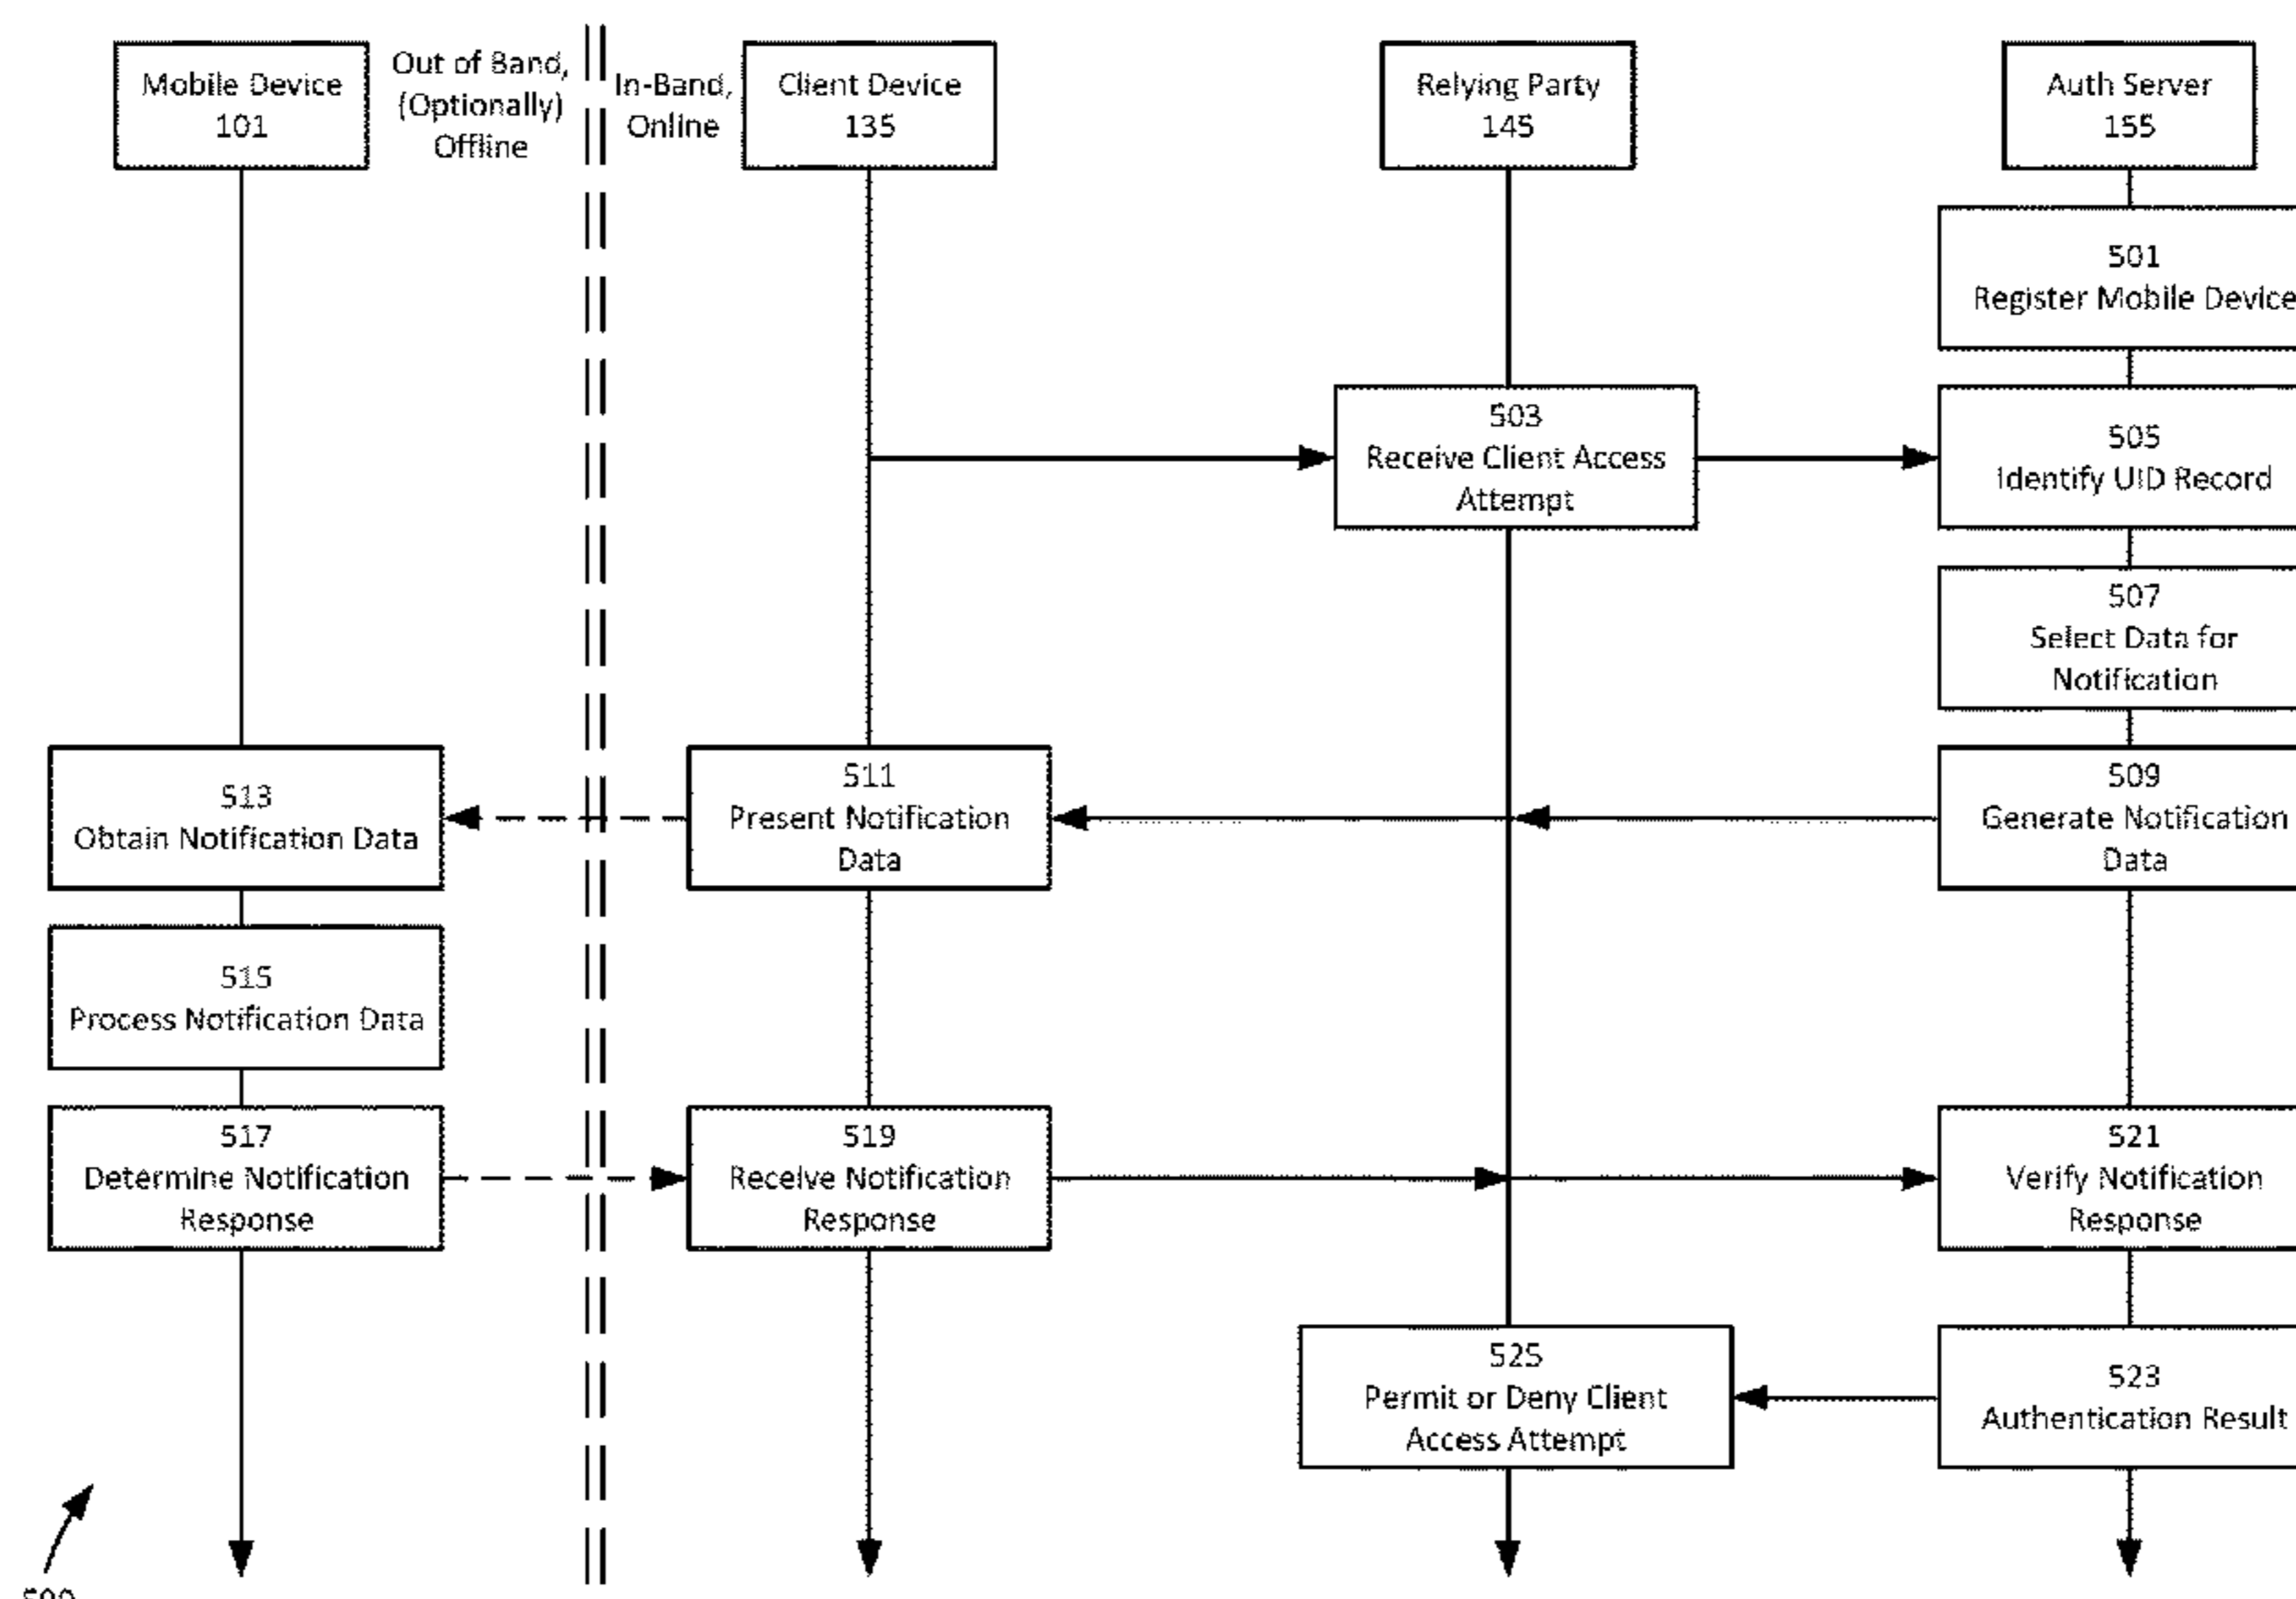 Mobile Device
101
Out of Band,
(Optionally)
Offline
In-Band,
Online
Client Device
135
Relying Party
145
Auth Server
155
501
Register Mobile Device
503
Receive Client Access
Attempt
505
Identify UID Record
507
Select Data for
Notification
513
Obtain Notification Data
511
Present Notification
Data
509
Generate Notification
Data
515
Process Notification Data
517
Determine Notification
Response
519
Receive Notification
Response
521
Verify Notification
Response
525
Permit or Deny Client
Access Attempt
523
Authentication Result